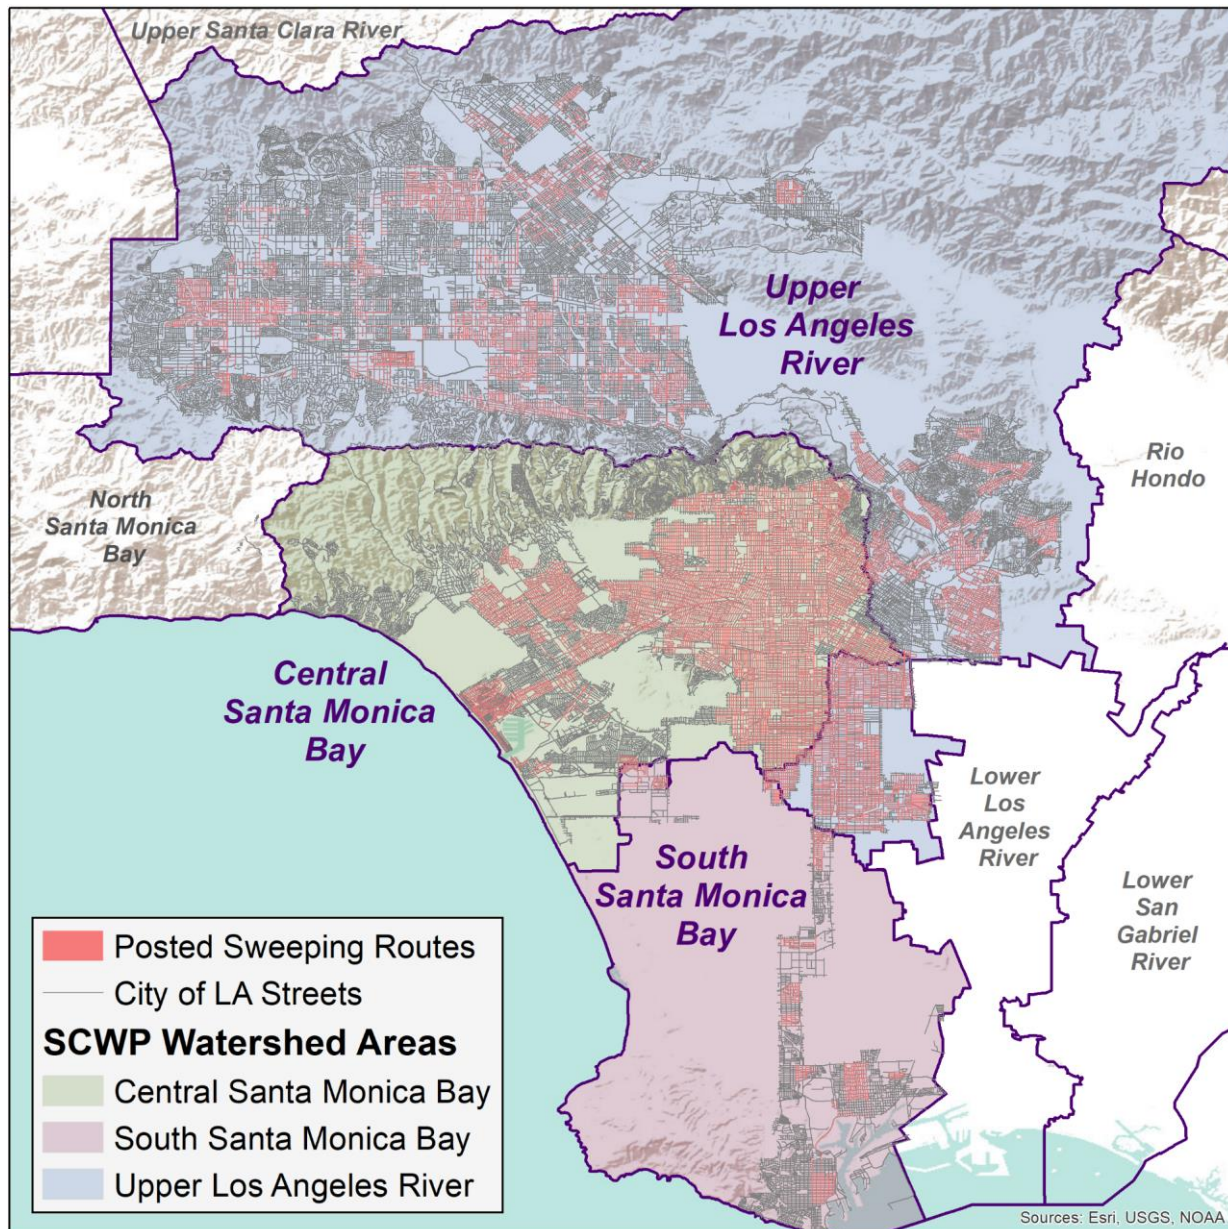 Upper Santa Clara River
Upper
Los Angeles
River
Rio
Hondo
North
Santa Monica
Bay
Central
Santa Monica
Bay
Lower
Los
Angeles
River
South
Santa Monica
Bay
Lower
San
Gabriel
River
Posted Sweeping Routes
City of LA Streets
SCWP Watershed Areas
Central Santa Monica Bay
South Santa Monica Bay
Upper Los Angeles River
Sources: Esri, USGS, NOAA